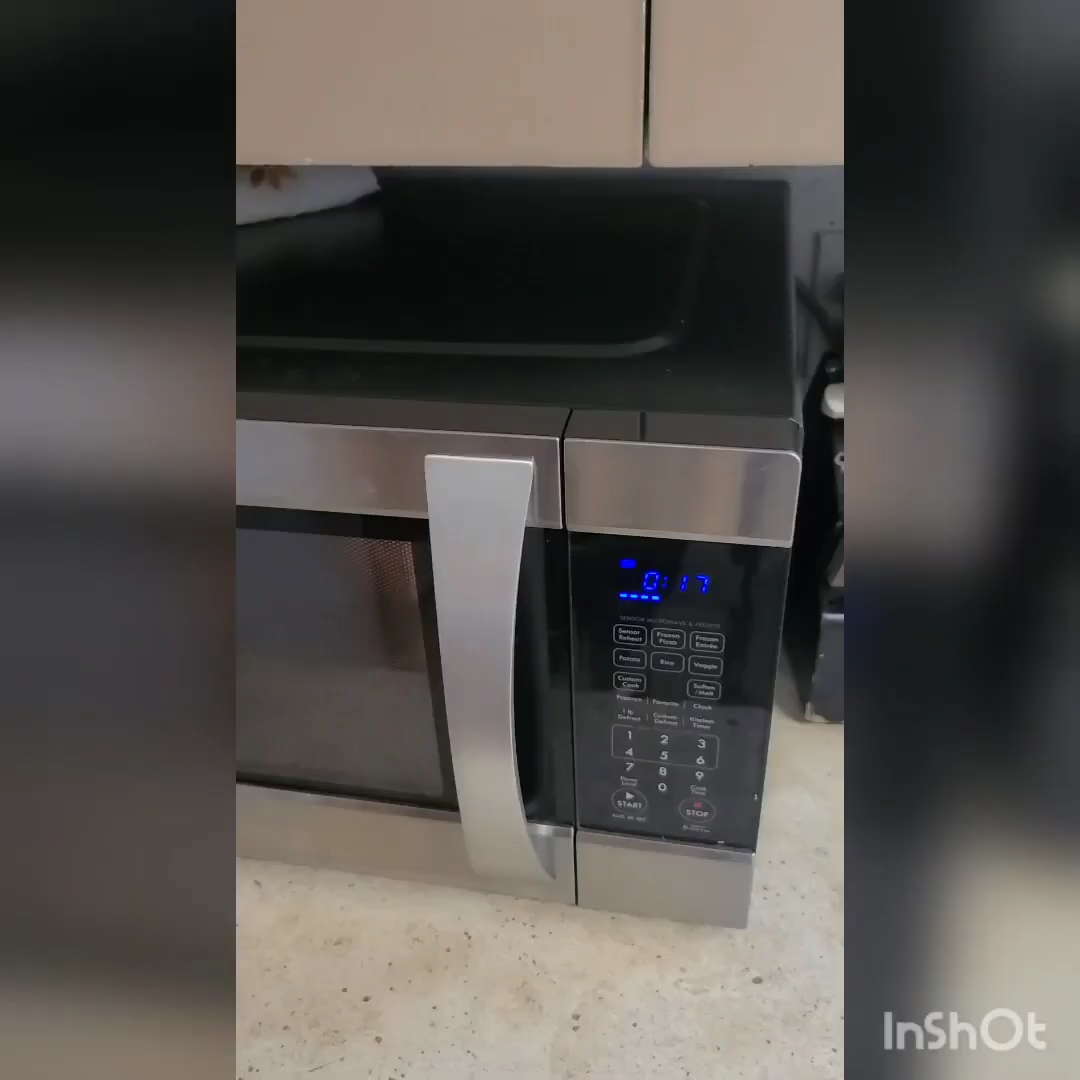 0:17
SENSOR MICROWAVE & PRESETS
Sensor Reheat
Frozen Pizza
Frozen Entrée
Potato
Rice
Veggie
Custom Cook
Soften /Melt
Popcorn
Favorite
Clock
1 lb Defrost
Custom Defrost
Kitchen Timer
1 2 3
4 5 6
7 8 9
Power Level
0
Cook Time
START
STOP
InShOt